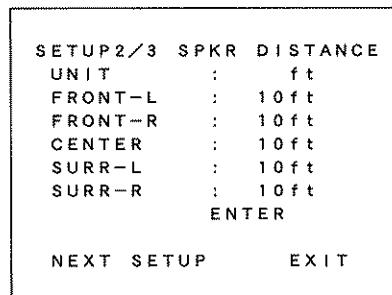 SETUP2/3 SPKR DISTANCE
UNIT : ft
FRONT-L : 10ft
FRONT-R : 10ft
CENTER : 10ft
SURR-L : 10ft
SURR-R : 10ft
ENTER
NEXT SETUP EXIT